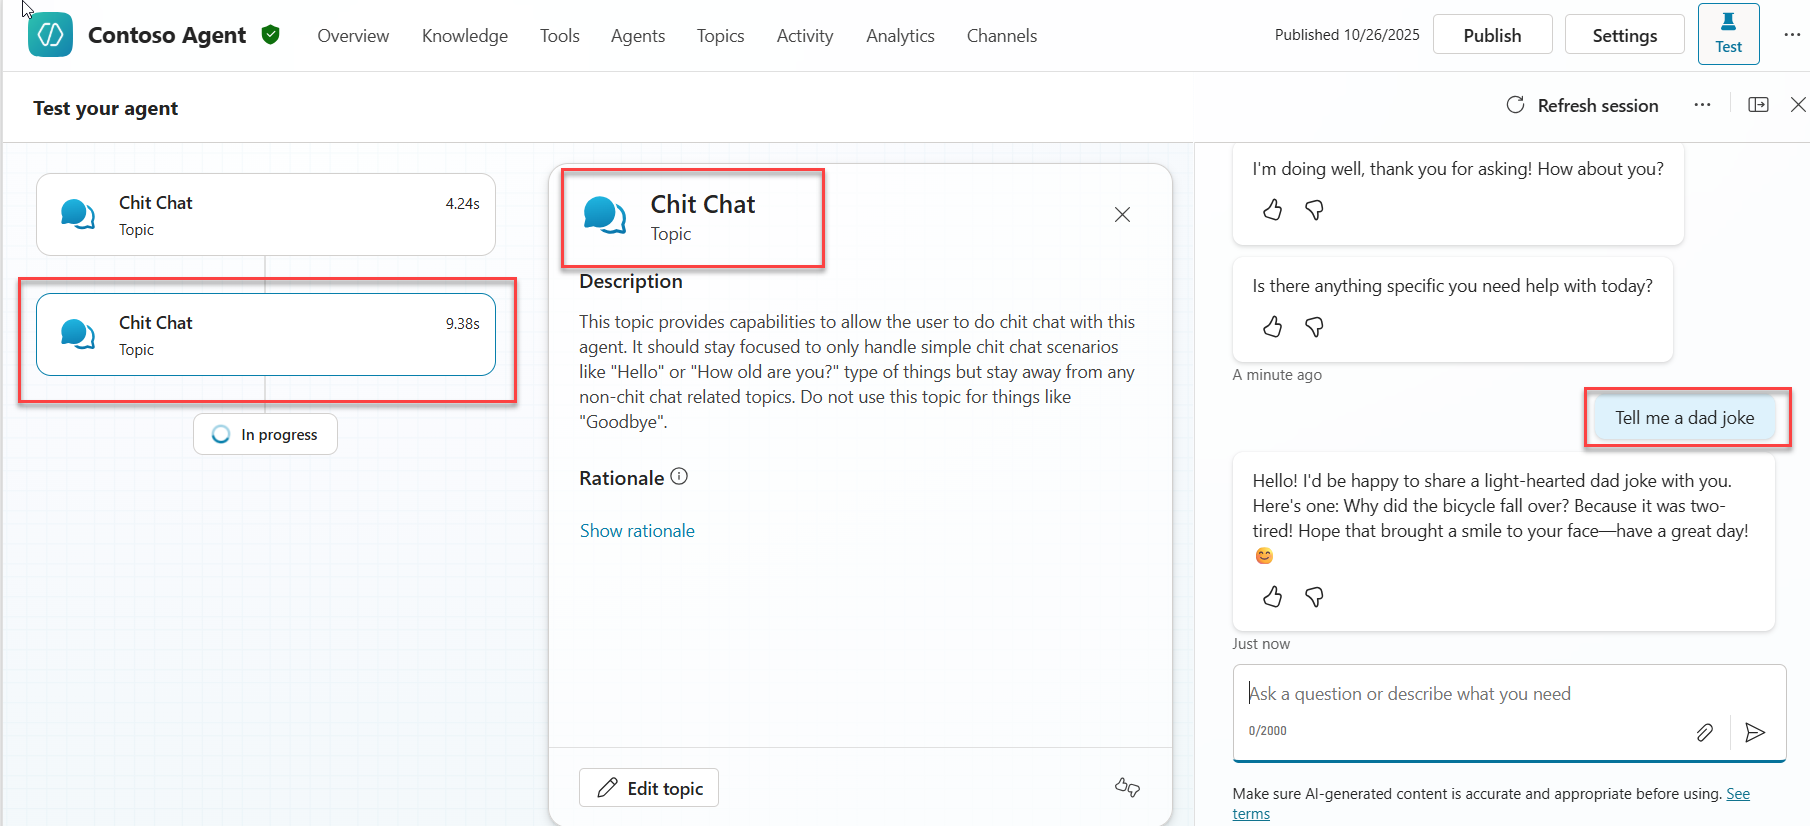 Contoso Agent
Overview
Knowledge
Tools
Agents
Topics
Activity
Analytics
Channels
Published 10/26/2025
Publish
Settings
Test
Test your agent
Refresh session
Chit Chat
Topic
4.24s
Chit Chat
Topic
9.38s
In progress
Chit Chat
Topic
Description
This topic provides capabilities to allow the user to do chit chat with this
agent. It should stay focused to only handle simple chit chat scenarios
like "Hello" or "How old are you?" type of things but stay away from any
non-chit chat related topics. Do not use this topic for things like
"Goodbye".
Rationale
Show rationale
Edit topic
I'm doing well, thank you for asking! How about you?
Is there anything specific you need help with today?
A minute ago
Tell me a dad joke
Hello! I'd be happy to share a light-hearted dad joke with you.
Here's one: Why did the bicycle fall over? Because it was two-
tired! Hope that brought a smile to your face—have a great day!
😊
Just now
Ask a question or describe what you need
0/2000
Make sure AI-generated content is accurate and appropriate before using. See
terms